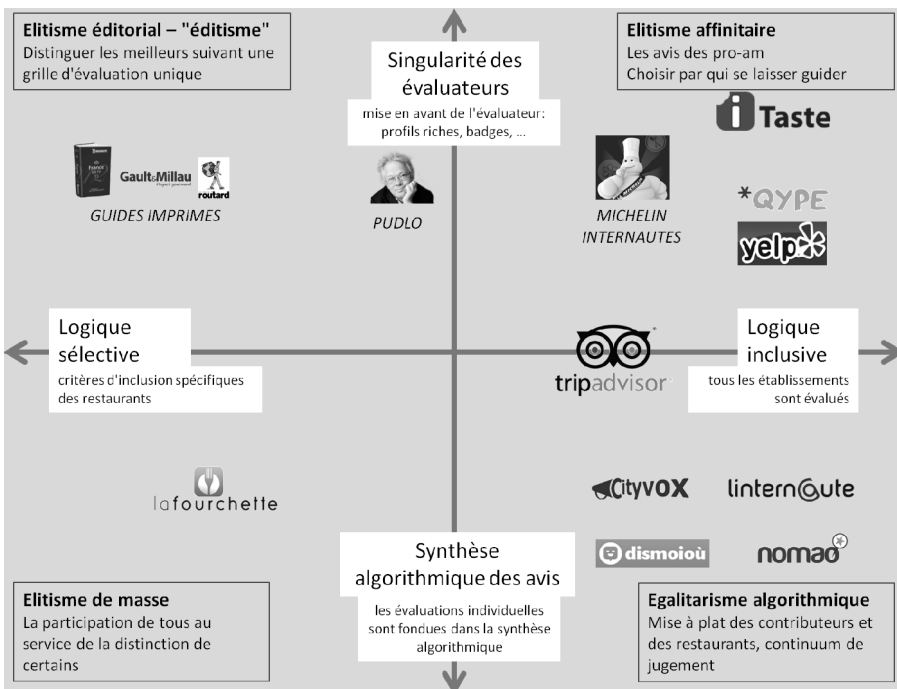 Elitisme éditorial – "éditisme"
Distinguer les meilleurs suivant une
grille d'évaluation unique
Singularité des
évaluateurs
mise en avant de l'évaluateur:
profils riches, badges, ...
Elitisme affinitaire
Les avis des pro-am
Choisir par qui se laisser guider
i Taste
Gault&Millau
routard
GUIDES IMPRIMES
PUDLO
MICHELIN
INTERNAUTES
*QYPE
yelp
Logique
sélective
critères d'inclusion spécifiques
des restaurants
tripadvisor
Logique
inclusive
tous les établissements
sont évalués
lafourchette
Cityvox
lintern@ute
dismoioù
nomao
Synthèse
algorithmique des avis
les évaluations individuelles
sont fondues dans la synthèse
algorithmique
Elitisme de masse
La participation de tous au
service de la distinction de
certains
Egalitarisme algorithmique
Mise à plat des contributeurs et
des restaurants, continuum de
jugement